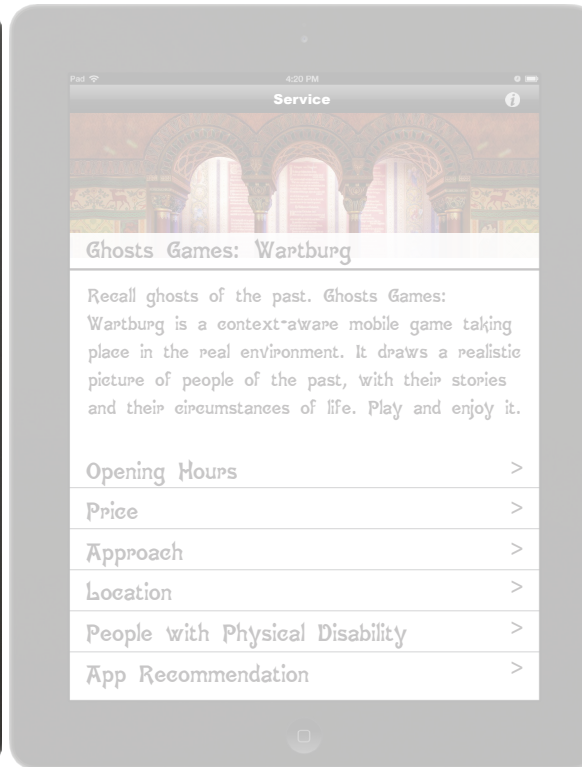 Pad 4:20 PM
Service
Ghosts Games: Wartburg
Recall ghosts of the past. Ghosts Games:
Wartburg is a context-aware mobile game taking
place in the real environment. It draws a realistic
picture of people of the past, with their stories
and their circumstances of life. Play and enjoy it.
Opening Hours >
Price >
Approach >
Location >
People with Physical Disability >
App Recommendation >